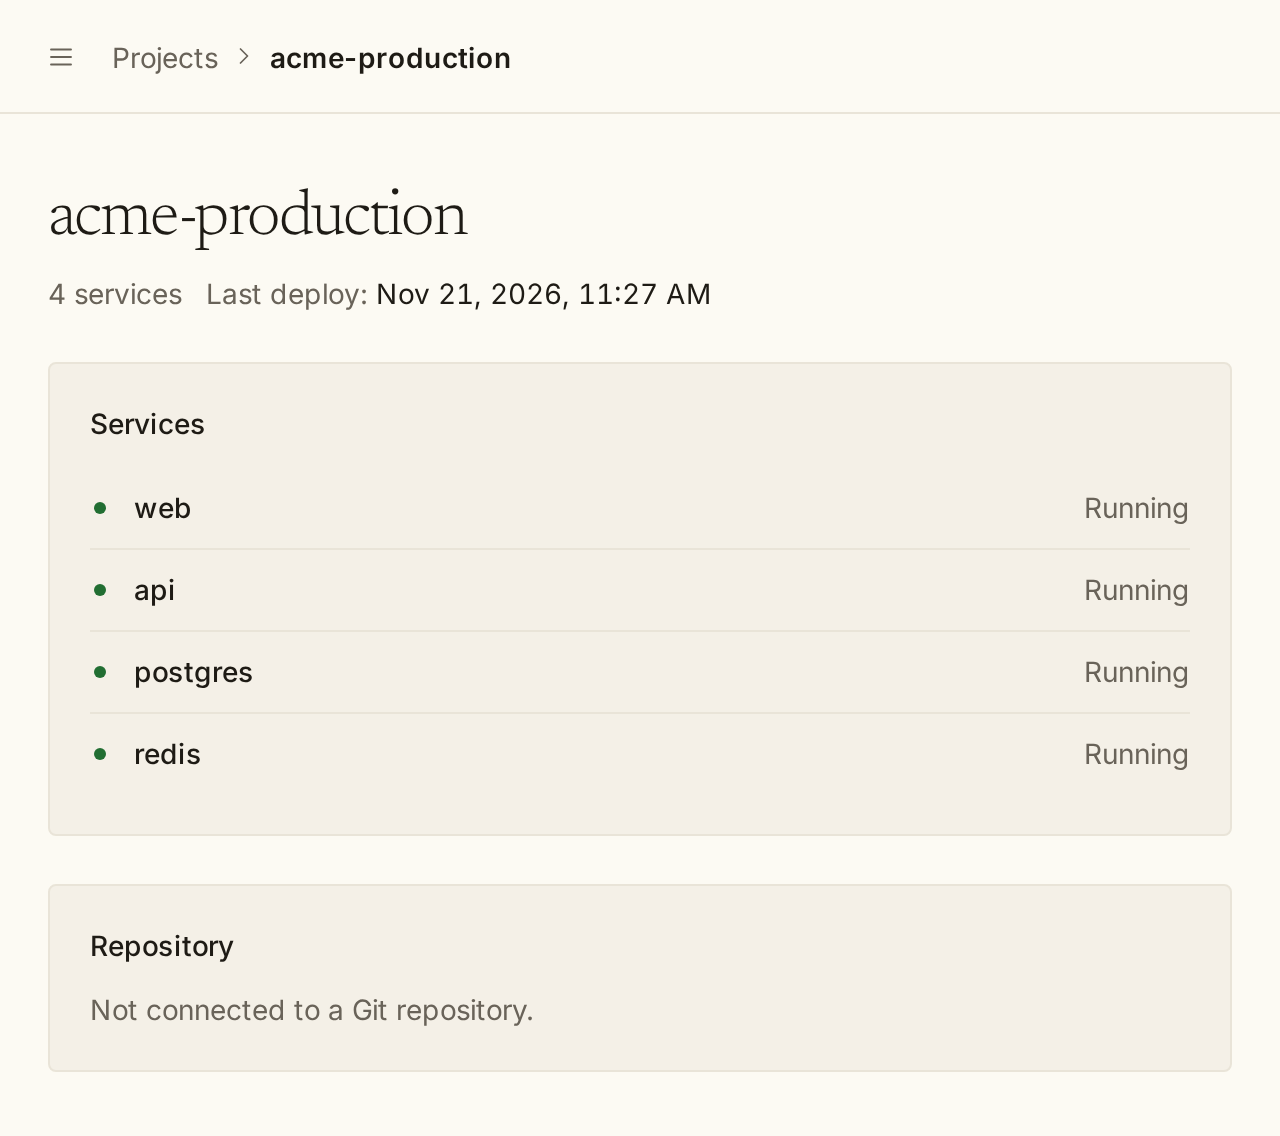 Projects > acme-production
acme-production
4 services Last deploy: Nov 21, 2026, 11:27 AM
Services
web Running
api Running
postgres Running
redis Running
Repository
Not connected to a Git repository.